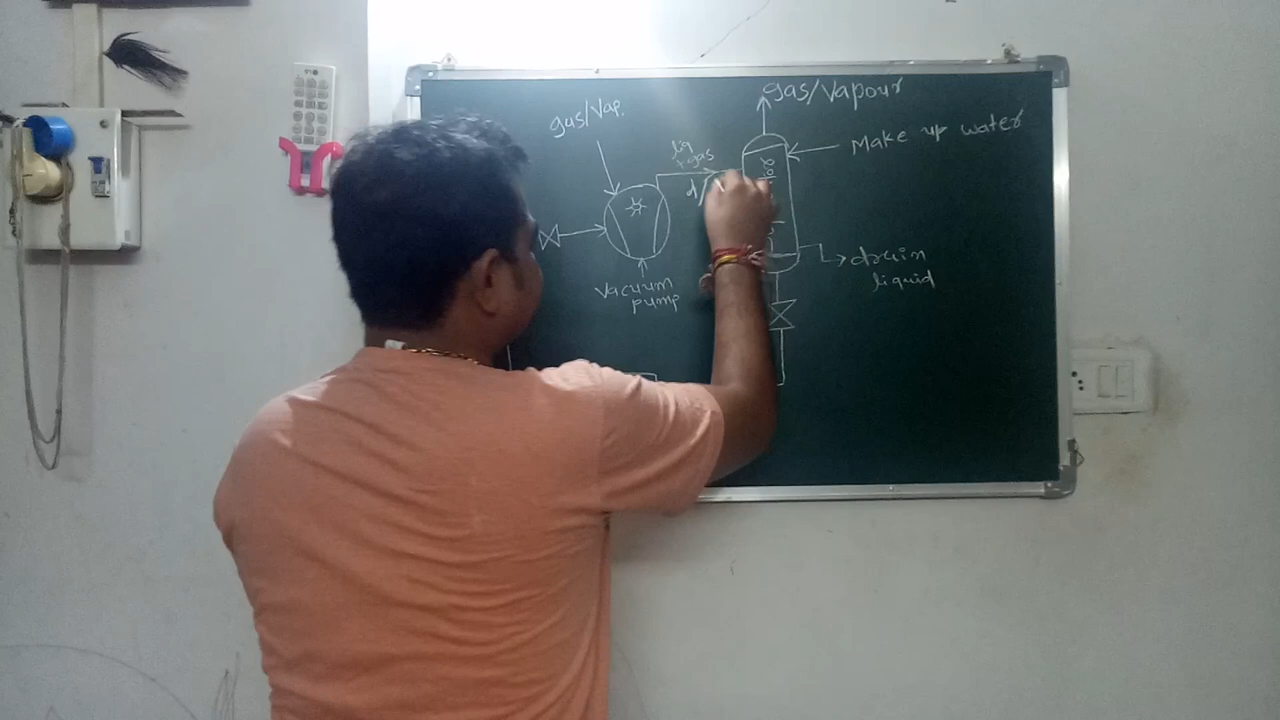 gas/Vapour
gas/Vap.
Make up water
liq
+ gas
drain
liquid
Vacuum
pump